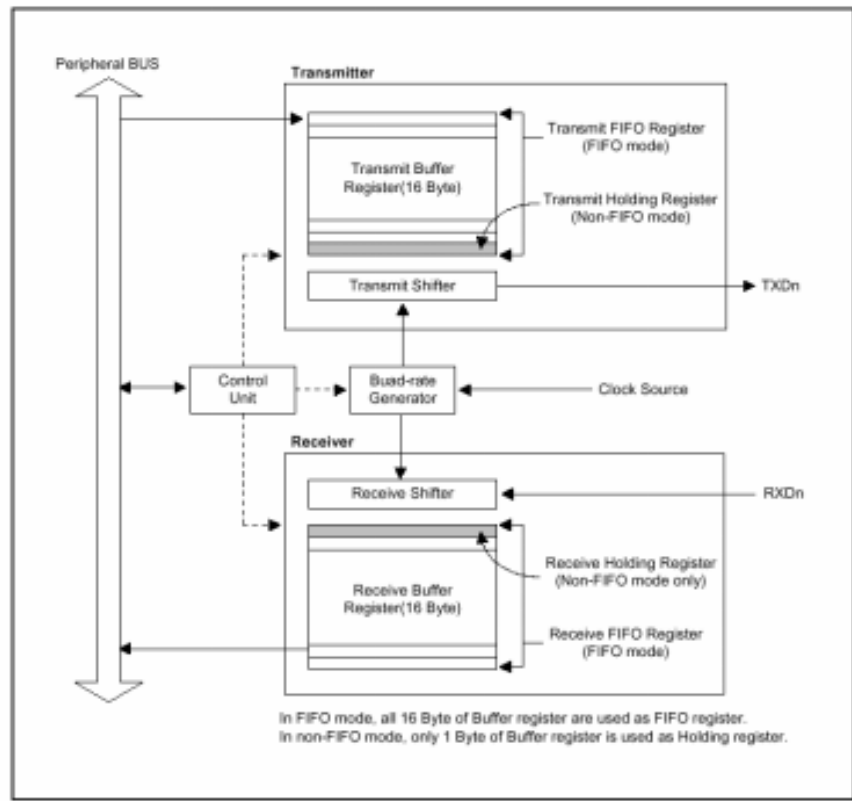 Peripheral BUS
Transmitter
Transmit FIFO Register
(FIFO mode)
Transmit Buffer
Register(16 Byte)
Transmit Holding Register
(Non-FIFO mode)
Transmit Shifter
TXDn
Control
Unit
Buad-rate
Generator
Clock Source
Receiver
Receive Shifter
RXDn
Receive Holding Register
(Non-FIFO mode only)
Receive Buffer
Register(16 Byte)
Receive FIFO Register
(FIFO mode)
In FIFO mode, all 16 Byte of Buffer register are used as FIFO register.
In non-FIFO mode, only 1 Byte of Buffer register is used as Holding register.